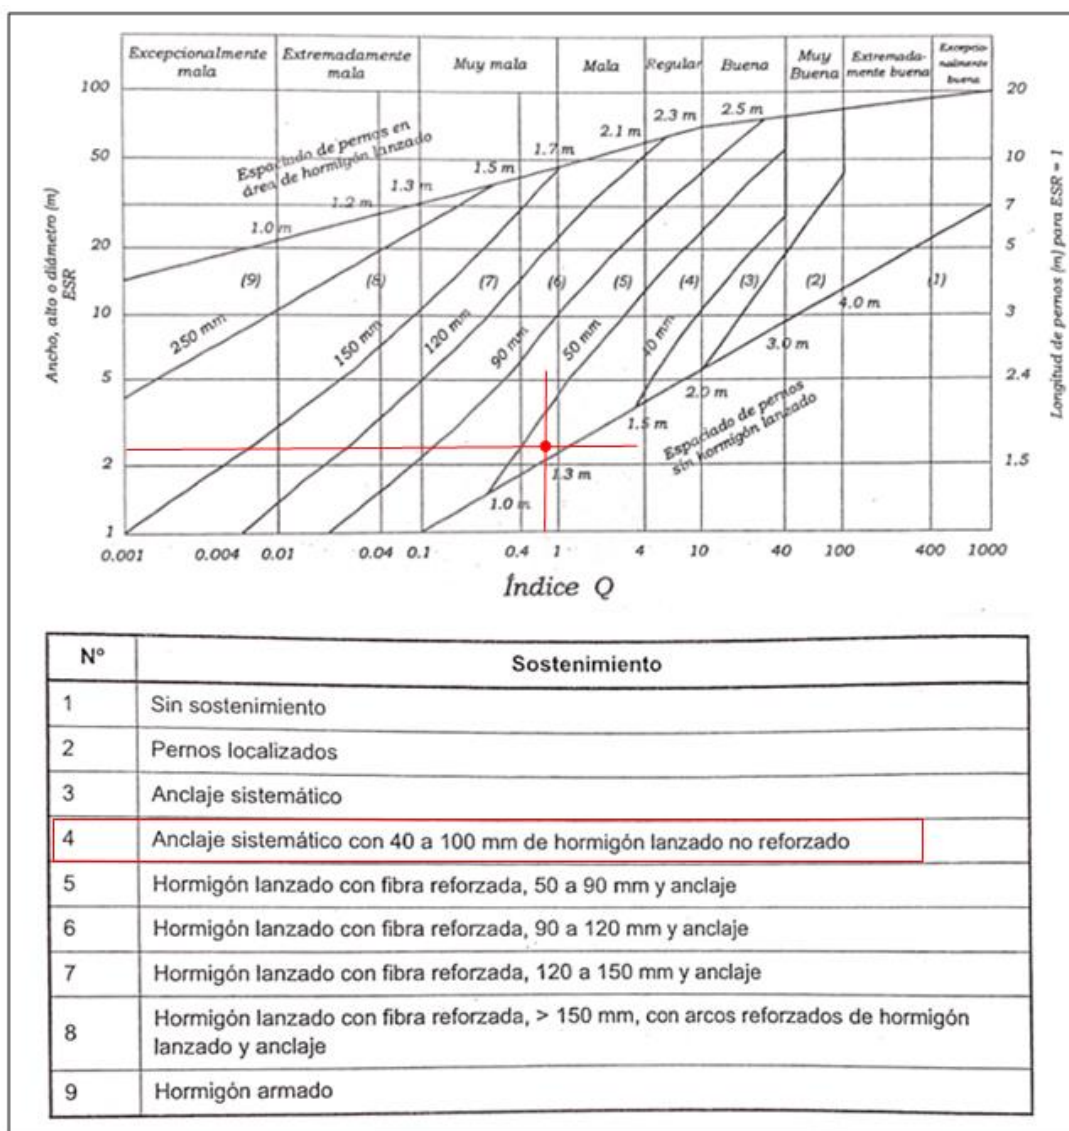 Excepcionalmente mala
Extremadamente mala
Muy mala
Mala
Regular
Buena
Muy Buena
Extremada-mente buena
Excepcio-nalmente buena
100
50
20
10
5
2
1
Ancho, alto o diámetro (m)
ESR
20
10
7
5
3
2.4
1.5
Longitud de pernos (m) para ESR = 1
Espaciado de pernos en
área de hormigón lanzado
1.0 m
1.2 m
1.3 m
1.5 m
1.7 m
2.1 m
2.3 m
2.5 m
(9)
(8)
(7)
(6)
(5)
(4)
(3)
(2)
(1)
250 mm
150 mm
120 mm
90 mm
50 mm
40 mm
4.0 m
3.0 m
2.0 m
1.5 m
1.3 m
1.0 m
Espaciado de pernos
sin hormigón lanzado
0.001
0.004
0.01
0.04
0.1
0.4
1
4
10
40
100
400
1000
Índice Q
N° Sostenimiento
1 Sin sostenimiento
2 Pernos localizados
3 Anclaje sistemático
4 Anclaje sistemático con 40 a 100 mm de hormigón lanzado no reforzado
5 Hormigón lanzado con fibra reforzada, 50 a 90 mm y anclaje
6 Hormigón lanzado con fibra reforzada, 90 a 120 mm y anclaje
7 Hormigón lanzado con fibra reforzada, 120 a 150 mm y anclaje
8 Hormigón lanzado con fibra reforzada, > 150 mm, con arcos reforzados de hormigón
lanzado y anclaje
9 Hormigón armado